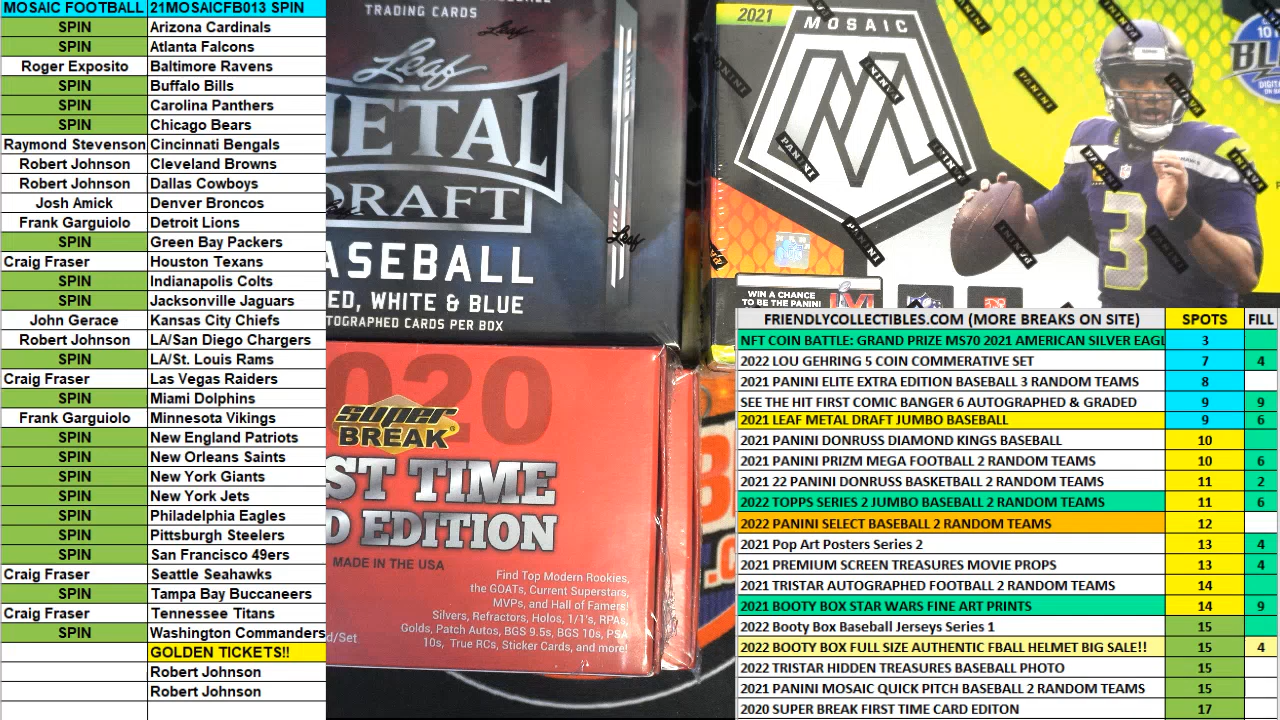 MOSAIC FOOTBALL 21MOSAICFB013 SPIN
SPIN Arizona Cardinals
SPIN Atlanta Falcons
Roger Exposito Baltimore Ravens
SPIN Buffalo Bills
SPIN Carolina Panthers
SPIN Chicago Bears
Raymond Stevenson Cincinnati Bengals
Robert Johnson Cleveland Browns
Robert Johnson Dallas Cowboys
Josh Amick Denver Broncos
Frank Garguiolo Detroit Lions
SPIN Green Bay Packers
Craig Fraser Houston Texans
SPIN Indianapolis Colts
SPIN Jacksonville Jaguars
John Gerace Kansas City Chiefs
Robert Johnson LA/San Diego Chargers
SPIN LA/St. Louis Rams
Craig Fraser Las Vegas Raiders
SPIN Miami Dolphins
Frank Garguiolo Minnesota Vikings
SPIN New England Patriots
SPIN New Orleans Saints
SPIN New York Giants
SPIN New York Jets
SPIN Philadelphia Eagles
SPIN Pittsburgh Steelers
SPIN San Francisco 49ers
Craig Fraser Seattle Seahawks
SPIN Tampa Bay Buccaneers
Craig Fraser Tennessee Titans
SPIN Washington Commanders
GOLDEN TICKETS!!
Robert Johnson
Robert Johnson
TRADING CARDS
Leaf
Leaf
METAL
DRAFT
BASEBALL
RED, WHITE & BLUE
AUTOGRAPHED CARDS PER BOX
Leaf
2020
super
BREAK
ST TIME
D EDITION
MADE IN THE USA
Find Top Modern Rookies,
the GOATs, Current Superstars,
MVPs, and Hall of Famers!
Silvers, Refractors, Holos, 1/1's, RPAs,
Golds, Patch Autos, BGS 9.5s, BGS 10s, PSA
10s, True RCs, Sticker Cards, and more!
d/Set
2021
MOSAIC
M
PANINI
PANINI
PANINI
PANINI
PANINI
PANINI
PANINI
PANINI
PANINI
PANINI
3
10
BL
DIGIT
WIN A CHANCE
TO BE THE PANINI
FRIENDLYCOLLECTIBLES.COM (MORE BREAKS ON SITE) SPOTS FILL
NFT COIN BATTLE: GRAND PRIZE MS70 2021 AMERICAN SILVER EAGL 3
2022 LOU GEHRING 5 COIN COMMERATIVE SET 7 4
2021 PANINI ELITE EXTRA EDITION BASEBALL 3 RANDOM TEAMS 8
SEE THE HIT FIRST COMIC BANGER 6 AUTOGRAPHED & GRADED 9 9
2021 LEAF METAL DRAFT JUMBO BASEBALL 9 6
2021 PANINI DONRUSS DIAMOND KINGS BASEBALL 10
2021 PANINI PRIZM MEGA FOOTBALL 2 RANDOM TEAMS 10 6
2021 22 PANINI DONRUSS BASKETBALL 2 RANDOM TEAMS 11 2
2022 TOPPS SERIES 2 JUMBO BASEBALL 2 RANDOM TEAMS 11 6
2022 PANINI SELECT BASEBALL 2 RANDOM TEAMS 12
2021 Pop Art Posters Series 2 13 4
2021 PREMIUM SCREEN TREASURES MOVIE PROPS 13 4
2021 TRISTAR AUTOGRAPHED FOOTBALL 2 RANDOM TEAMS 14
2021 BOOTY BOX STAR WARS FINE ART PRINTS 14 9
2022 Booty Box Baseball Jerseys Series 1 15
2022 BOOTY BOX FULL SIZE AUTHENTIC FBALL HELMET BIG SALE!! 15 4
2022 TRISTAR HIDDEN TREASURES BASEBALL PHOTO 15
2021 PANINI MOSAIC QUICK PITCH BASEBALL 2 RANDOM TEAMS 15
2020 SUPER BREAK FIRST TIME CARD EDITON 17